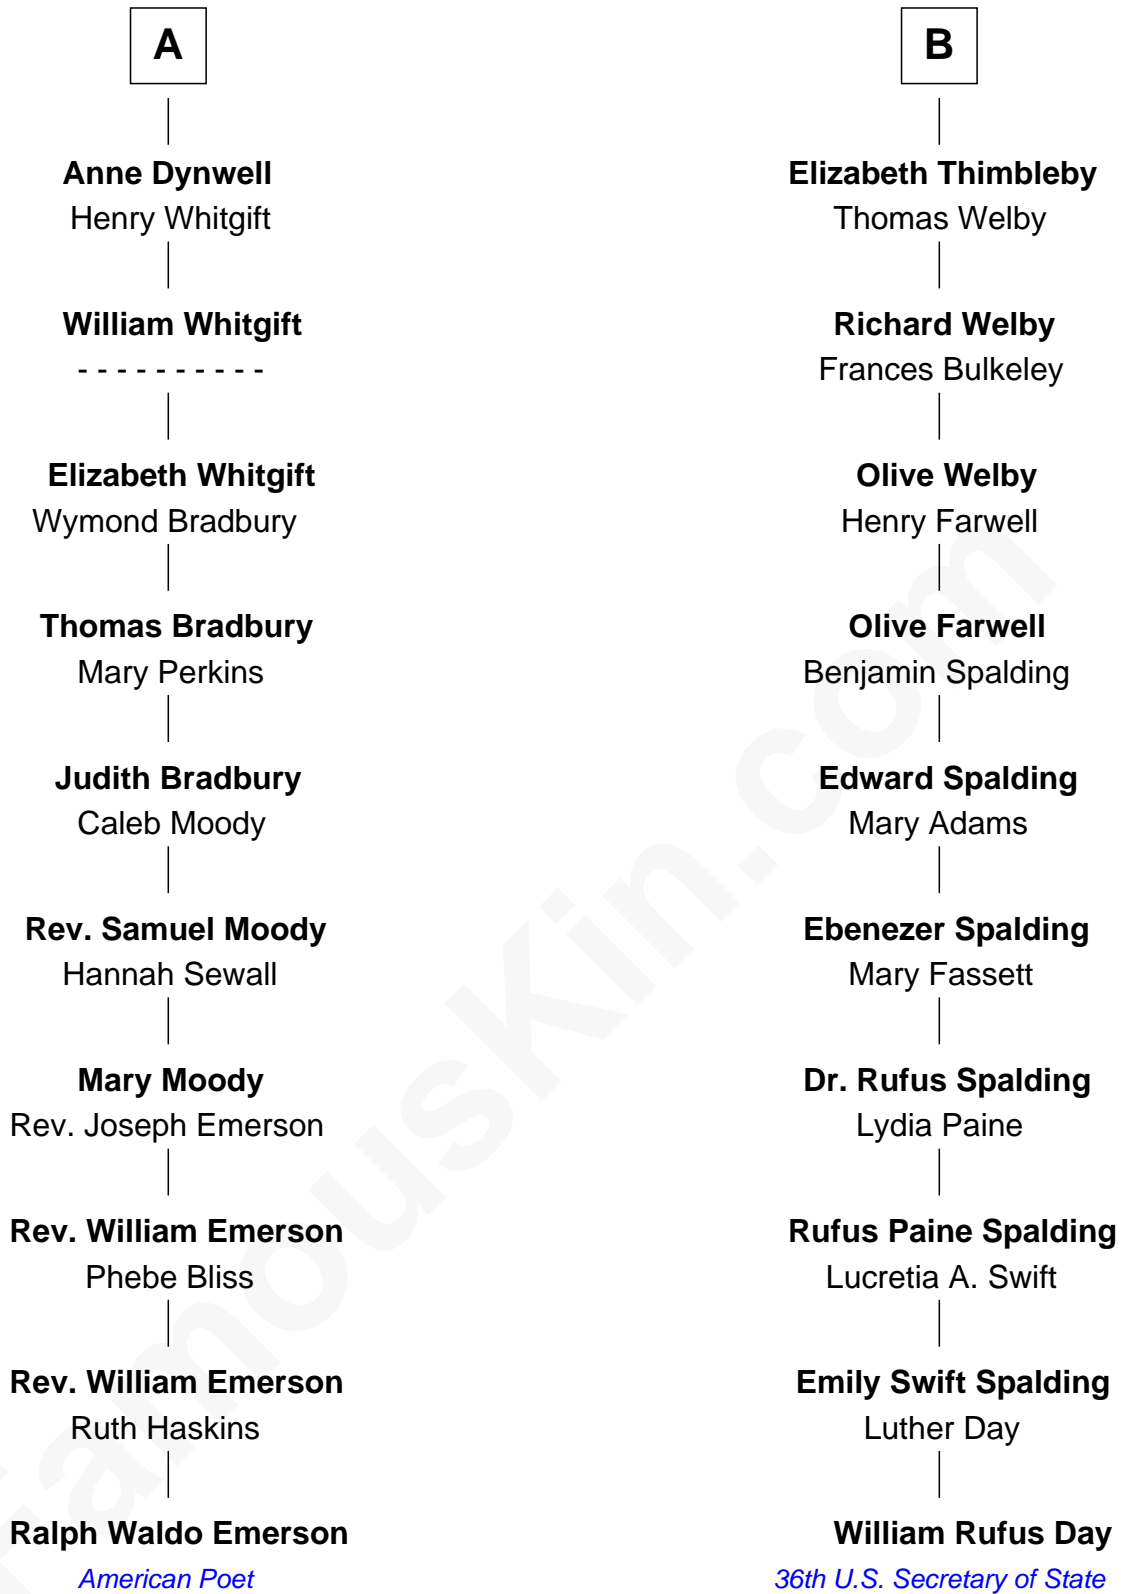 A
B
Anne Dynwell
Henry Whitgift
Elizabeth Thimbleby
Thomas Welby
William Whitgift
- - - - - - - - - -
Richard Welby
Frances Bulkeley
Elizabeth Whitgift
Wymond Bradbury
Olive Welby
Henry Farwell
Thomas Bradbury
Mary Perkins
Olive Farwell
Benjamin Spalding
Judith Bradbury
Caleb Moody
Edward Spalding
Mary Adams
Rev. Samuel Moody
Hannah Sewall
Ebenezer Spalding
Mary Fassett
Mary Moody
Rev. Joseph Emerson
Dr. Rufus Spalding
Lydia Paine
Rev. William Emerson
Phebe Bliss
Rufus Paine Spalding
Lucretia A. Swift
Rev. William Emerson
Ruth Haskins
Emily Swift Spalding
Luther Day
Ralph Waldo Emerson
American Poet
William Rufus Day
36th U.S. Secretary of State
FamousKin.com